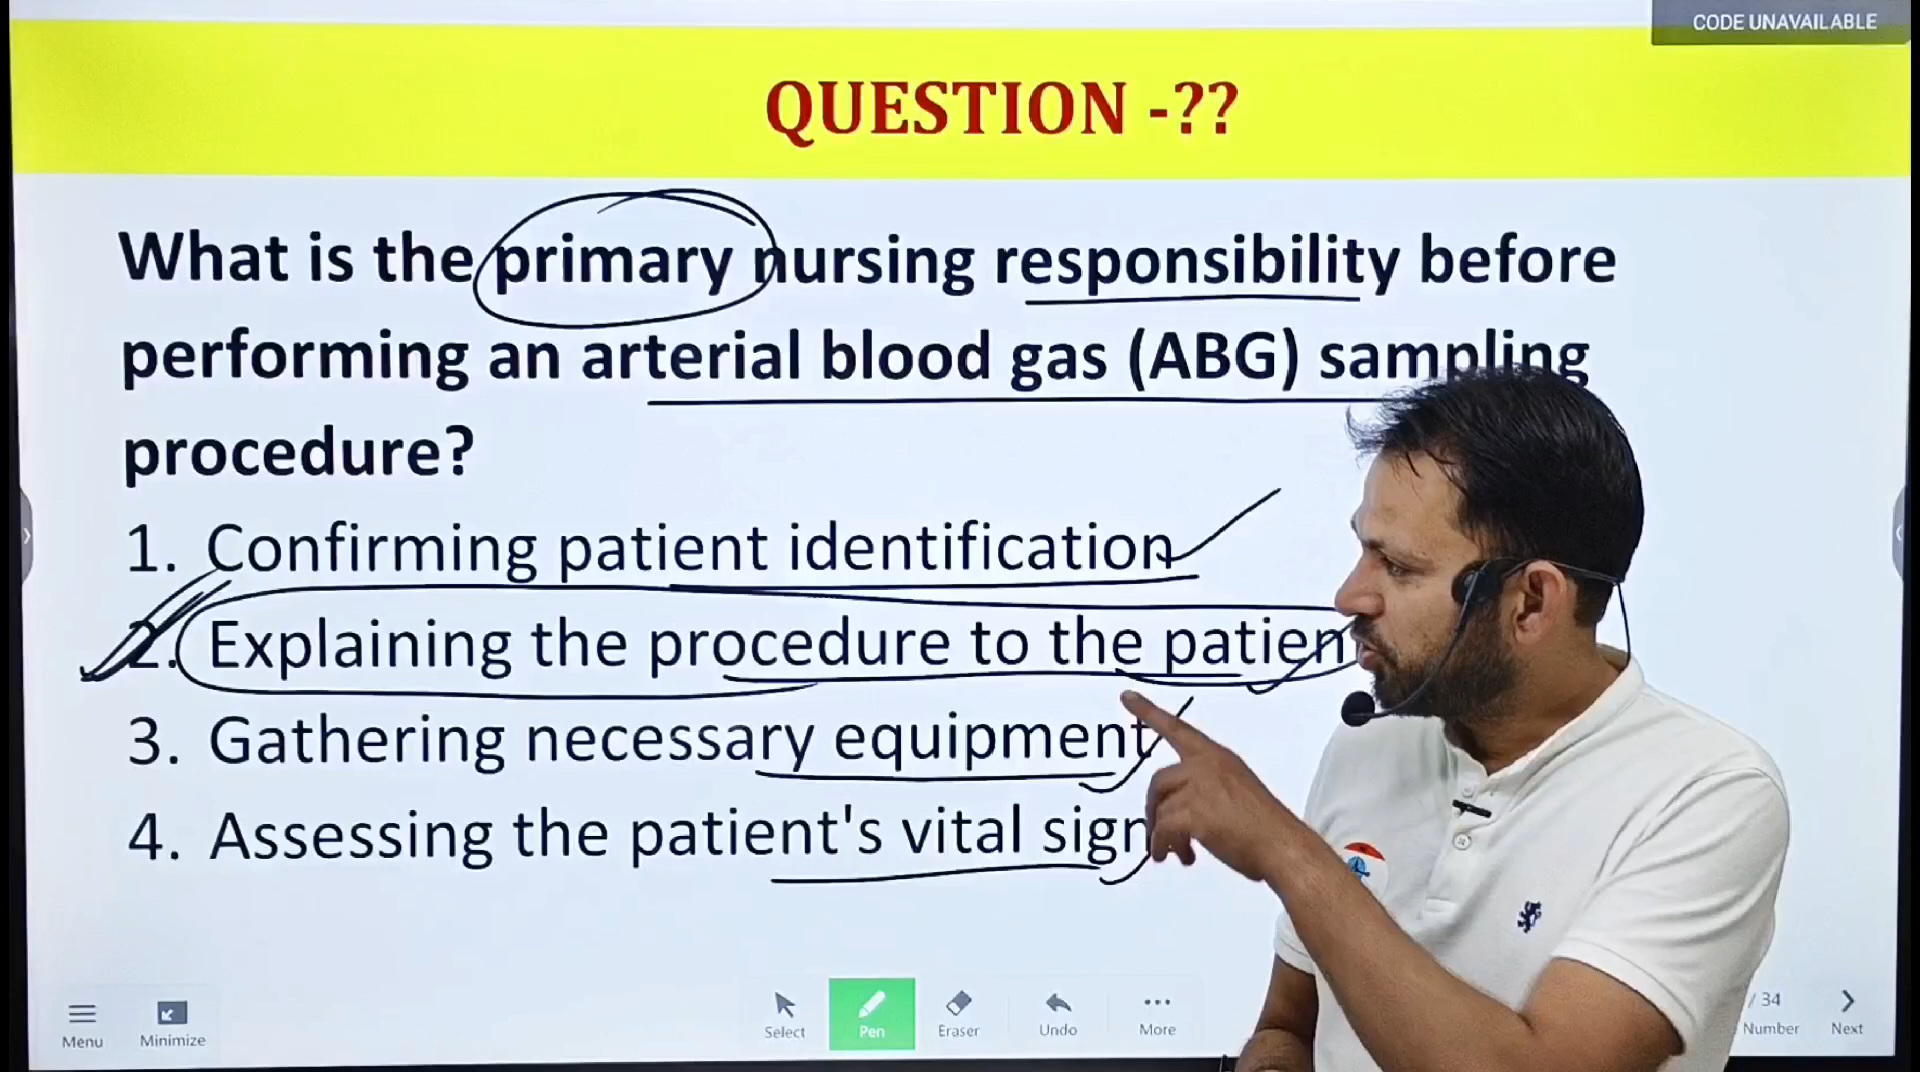 CODE UNAVAILABLE
QUESTION -??
What is the primary nursing responsibility before
performing an arterial blood gas (ABG) sampling
procedure?
1. Confirming patient identification
2. Explaining the procedure to the patien
3. Gathering necessary equipment
4. Assessing the patient's vital sign
Menu Minimize Select Pen Eraser Undo More / 34 Number Next